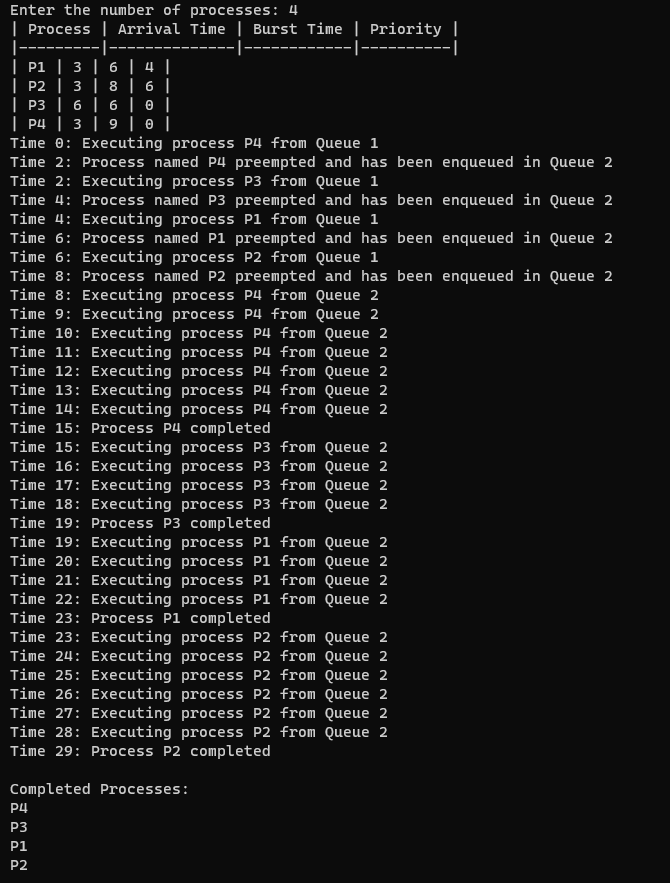 Enter the number of processes: 4
| Process | Arrival Time | Burst Time | Priority |
|---------|--------------|------------|----------|
| P1 | 3 | 6 | 4 |
| P2 | 3 | 8 | 6 |
| P3 | 6 | 6 | 0 |
| P4 | 3 | 9 | 0 |
Time 0: Executing process P4 from Queue 1
Time 2: Process named P4 preempted and has been enqueued in Queue 2
Time 2: Executing process P3 from Queue 1
Time 4: Process named P3 preempted and has been enqueued in Queue 2
Time 4: Executing process P1 from Queue 1
Time 6: Process named P1 preempted and has been enqueued in Queue 2
Time 6: Executing process P2 from Queue 1
Time 8: Process named P2 preempted and has been enqueued in Queue 2
Time 8: Executing process P4 from Queue 2
Time 9: Executing process P4 from Queue 2
Time 10: Executing process P4 from Queue 2
Time 11: Executing process P4 from Queue 2
Time 12: Executing process P4 from Queue 2
Time 13: Executing process P4 from Queue 2
Time 14: Executing process P4 from Queue 2
Time 15: Process P4 completed
Time 15: Executing process P3 from Queue 2
Time 16: Executing process P3 from Queue 2
Time 17: Executing process P3 from Queue 2
Time 18: Executing process P3 from Queue 2
Time 19: Process P3 completed
Time 19: Executing process P1 from Queue 2
Time 20: Executing process P1 from Queue 2
Time 21: Executing process P1 from Queue 2
Time 22: Executing process P1 from Queue 2
Time 23: Process P1 completed
Time 23: Executing process P2 from Queue 2
Time 24: Executing process P2 from Queue 2
Time 25: Executing process P2 from Queue 2
Time 26: Executing process P2 from Queue 2
Time 27: Executing process P2 from Queue 2
Time 28: Executing process P2 from Queue 2
Time 29: Process P2 completed

Completed Processes:
P4
P3
P1
P2